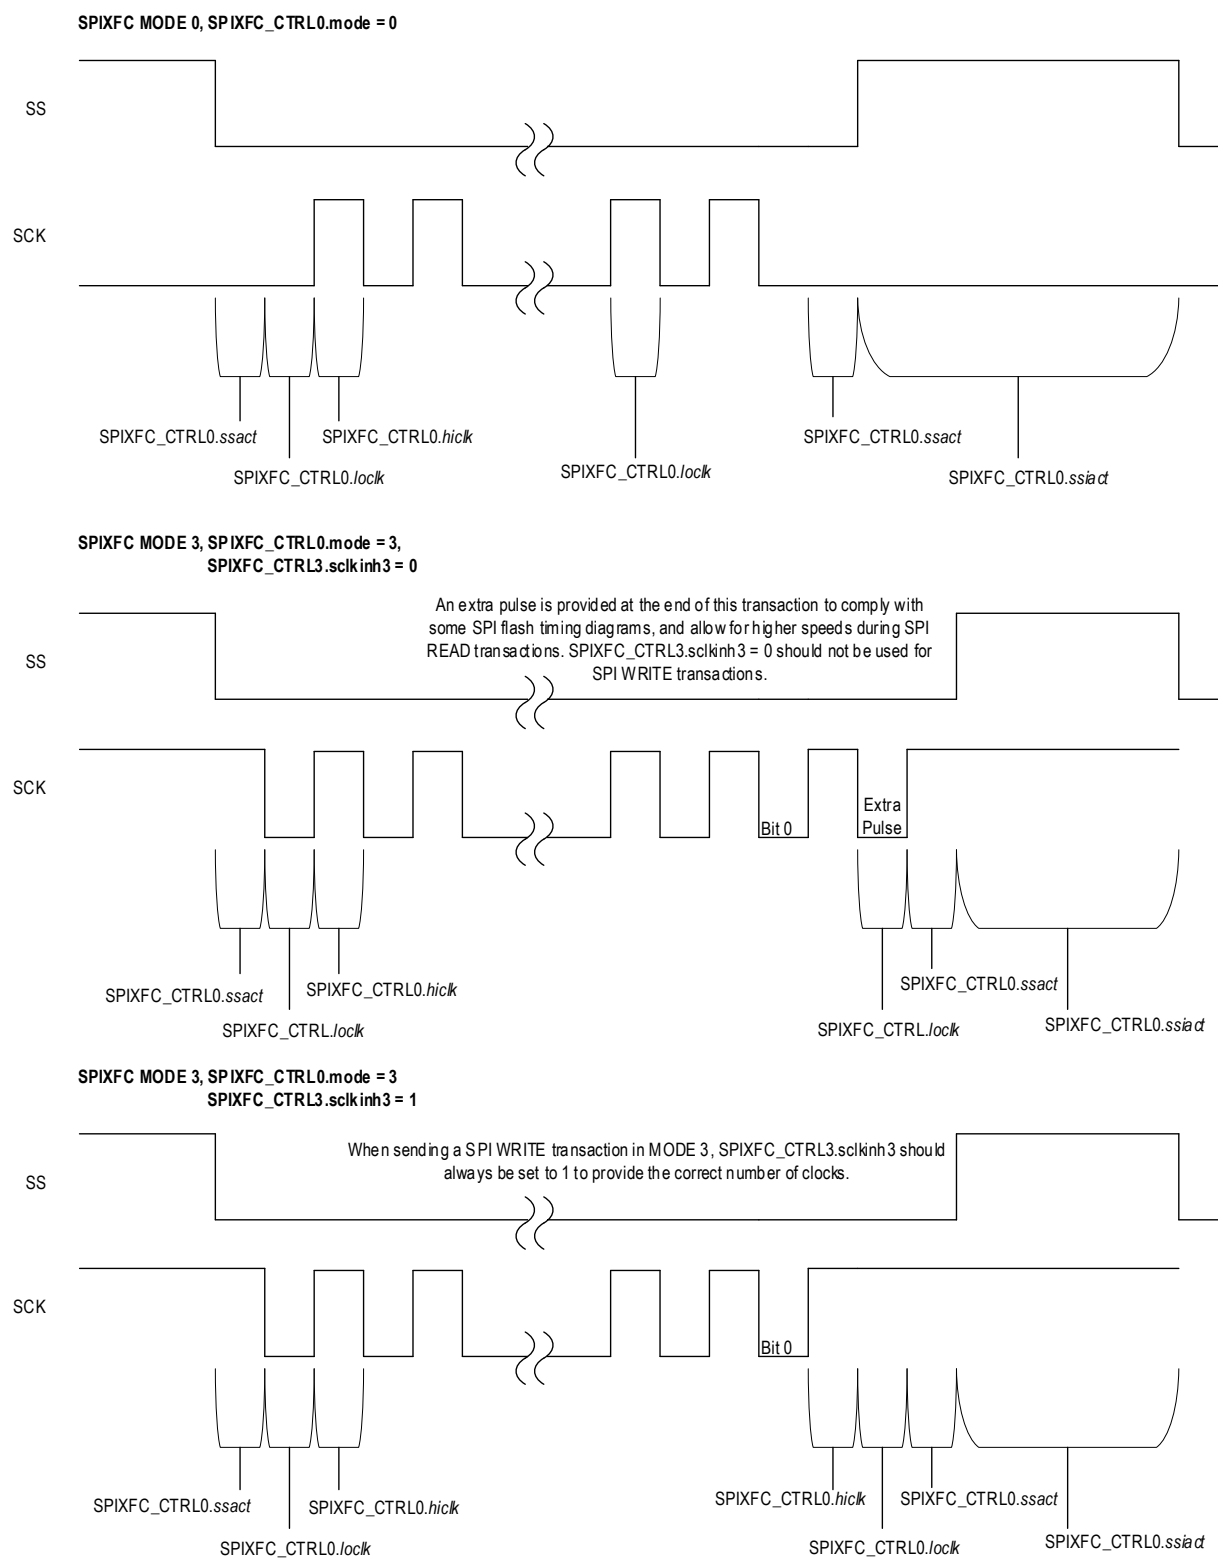 SPIXFC MODE 0, SPIXFC_CTRL0.mode = 0
SS
SCK
SPIXFC_CTRL0.ssact
SPIXFC_CTRL0.hiclk
SPIXFC_CTRL0.loclk
SPIXFC_CTRL0.loclk
SPIXFC_CTRL0.ssact
SPIXFC_CTRL0.ssiact
SPIXFC MODE 3, SPIXFC_CTRL0.mode = 3,
SPIXFC_CTRL3.sclkinh3 = 0
An extra pulse is provided at the end of this transaction to comply with
some SPI flash timing diagrams, and allow for higher speeds during SPI
READ transactions. SPIXFC_CTRL3.sclkinh3 = 0 should not be used for
SPI WRITE transactions.
SS
SCK
Bit 0
Extra
Pulse
SPIXFC_CTRL0.ssact
SPIXFC_CTRL0.hiclk
SPIXFC_CTRL.loclk
SPIXFC_CTRL0.ssact
SPIXFC_CTRL.loclk
SPIXFC_CTRL0.ssiact
SPIXFC MODE 3, SPIXFC_CTRL0.mode = 3
SPIXFC_CTRL3.sclkinh3 = 1
When sending a SPI WRITE transaction in MODE 3, SPIXFC_CTRL3.sclkinh3 should
always be set to 1 to provide the correct number of clocks.
SS
SCK
Bit 0
SPIXFC_CTRL0.ssact
SPIXFC_CTRL0.hiclk
SPIXFC_CTRL0.loclk
SPIXFC_CTRL0.hiclk
SPIXFC_CTRL0.ssact
SPIXFC_CTRL0.loclk
SPIXFC_CTRL0.ssiact